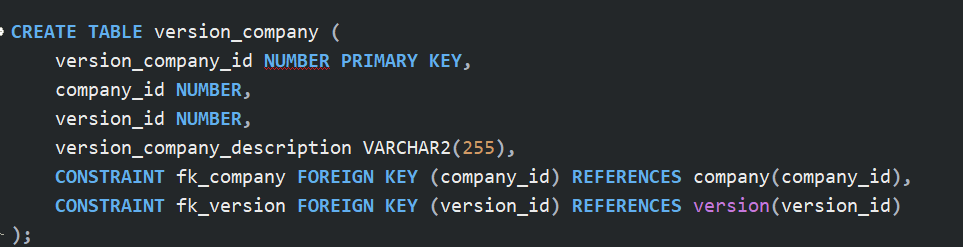 CREATE TABLE version_company (
version_company_id NUMBER PRIMARY KEY,
company_id NUMBER,
version_id NUMBER,
version_company_description VARCHAR2(255),
CONSTRAINT fk_company FOREIGN KEY (company_id) REFERENCES company(company_id),
CONSTRAINT fk_version FOREIGN KEY (version_id) REFERENCES version(version_id)
);